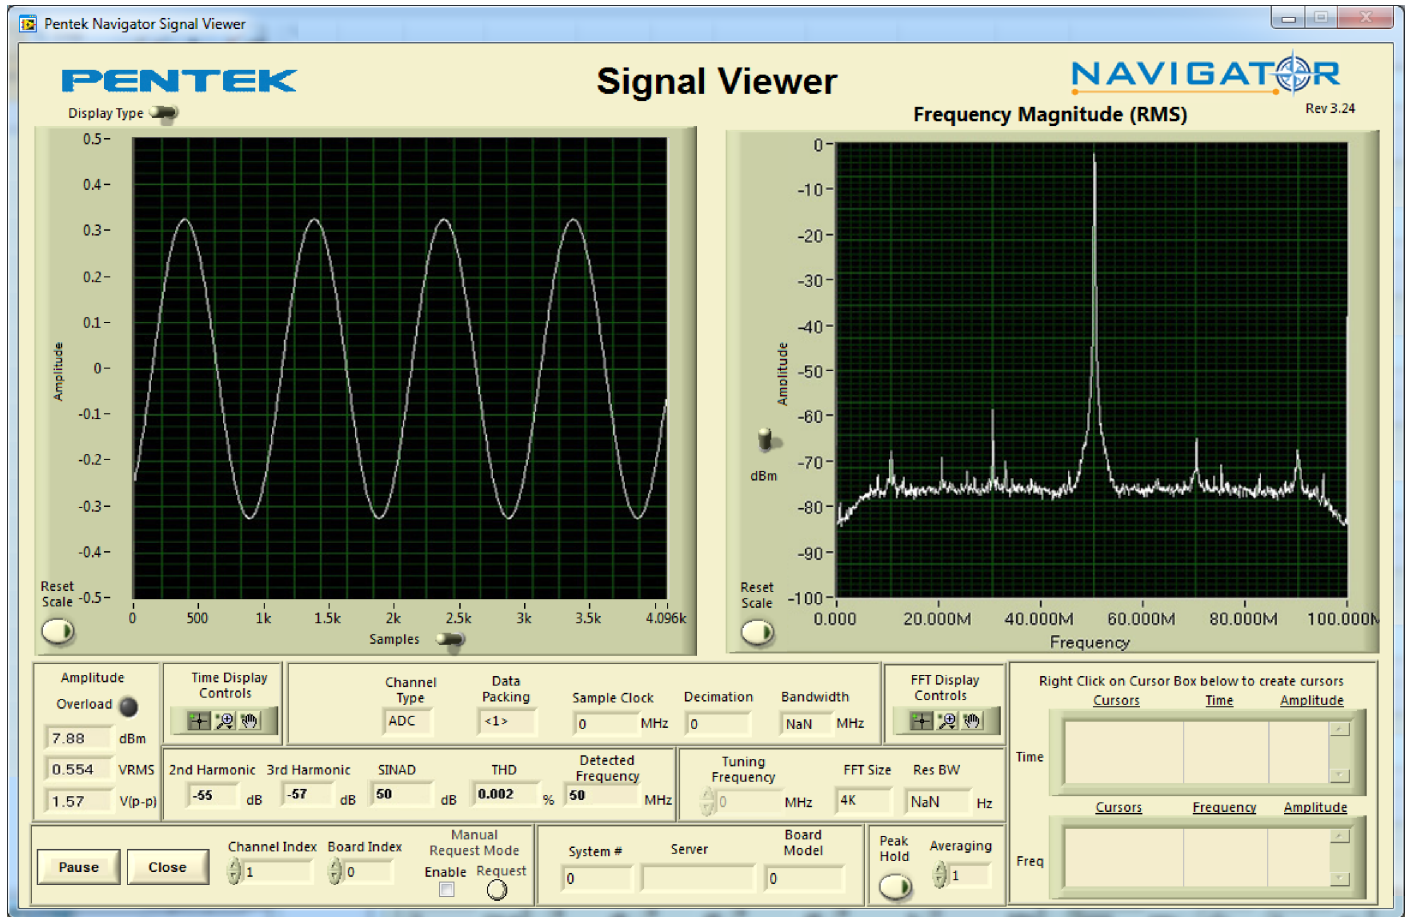 Pentek Navigator Signal Viewer
PENTEK
Signal Viewer
NAVIGATOR
Display Type
Frequency Magnitude (RMS)
Rev 3.24
0.5
0.4
0.3
0.2
0.1
0
-0.1
-0.2
-0.3
-0.4
-0.5
Amplitude
Reset
Scale
0 500 1k 1.5k 2k 2.5k 3k 3.5k 4.096k
Samples
0
-10
-20
-30
-40
-50
-60
-70
-80
-90
-100
Amplitude
dBm
Reset
Scale
0.000 20.000M 40.000M 60.000M 80.000M 100.000M
Frequency
Amplitude
Overload
7.88 dBm
0.554 VRMS
1.57 V(p-p)
Time Display
Controls
Channel
Type
ADC
Data
Packing
<1>
Sample Clock
0 MHz
Decimation
0
Bandwidth
NaN MHz
FFT Display
Controls
2nd Harmonic
-55 dB
3rd Harmonic
-57 dB
SINAD
50 dB
THD
0.002 %
Detected
Frequency
50 MHz
Tuning
Frequency
0 MHz
FFT Size
4K
Res BW
NaN Hz
Right Click on Cursor Box below to create cursors
Cursors Time Amplitude
Time
Cursors Frequency Amplitude
Freq
Pause
Close
Channel Index
1
Board Index
0
Manual
Request Mode
Enable Request
System #
0
Server
Board
Model
0
Peak
Hold
Averaging
1